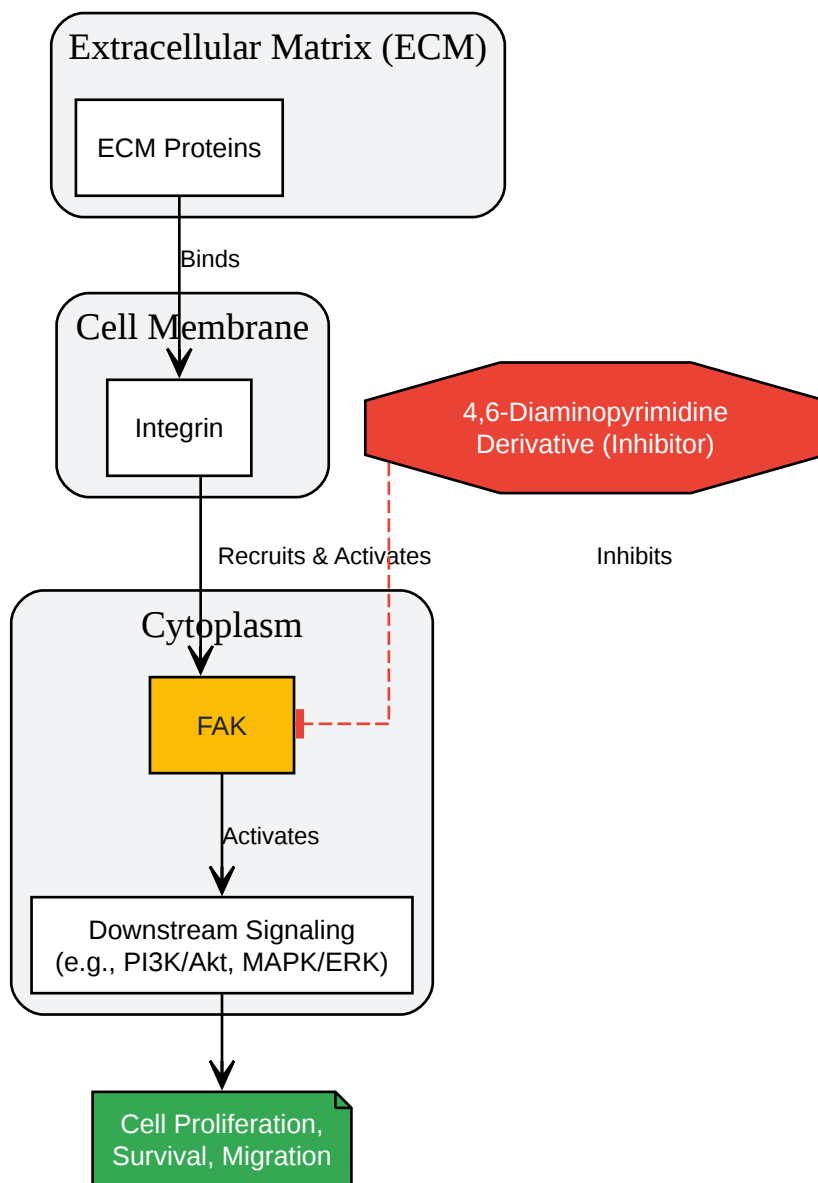 Extracellular Matrix (ECM)
ECM Proteins
Binds
Cell Membrane
Integrin
4,6-Diaminopyrimidine
Derivative (Inhibitor)
Recruits & Activates
Inhibits
Cytoplasm
FAK
Activates
Downstream Signaling
(e.g., PI3K/Akt, MAPK/ERK)
Cell Proliferation,
Survival, Migration